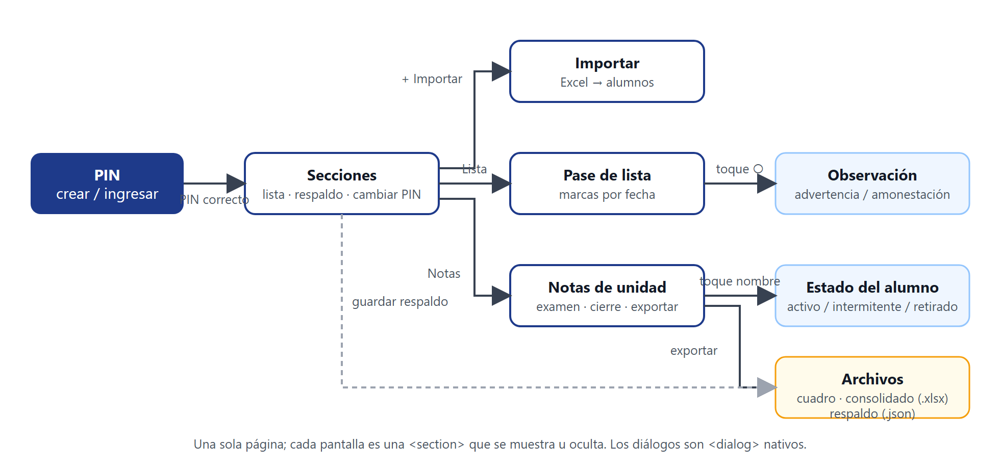 Importar
Excel → alumnos
+ Importar
PIN
crear / ingresar
PIN correcto
Secciones
lista · respaldo · cambiar PIN
Lista
Pase de lista
marcas por fecha
toque ○
Observación
advertencia / amonestación
Notas
guardar respaldo
Notas de unidad
examen · cierre · exportar
toque nombre
Estado del alumno
activo / intermitente / retirado
exportar
Archivos
cuadro · consolidado (.xlsx)
respaldo (.json)
Una sola página; cada pantalla es una <section> que se muestra u oculta. Los diálogos son <dialog> nativos.